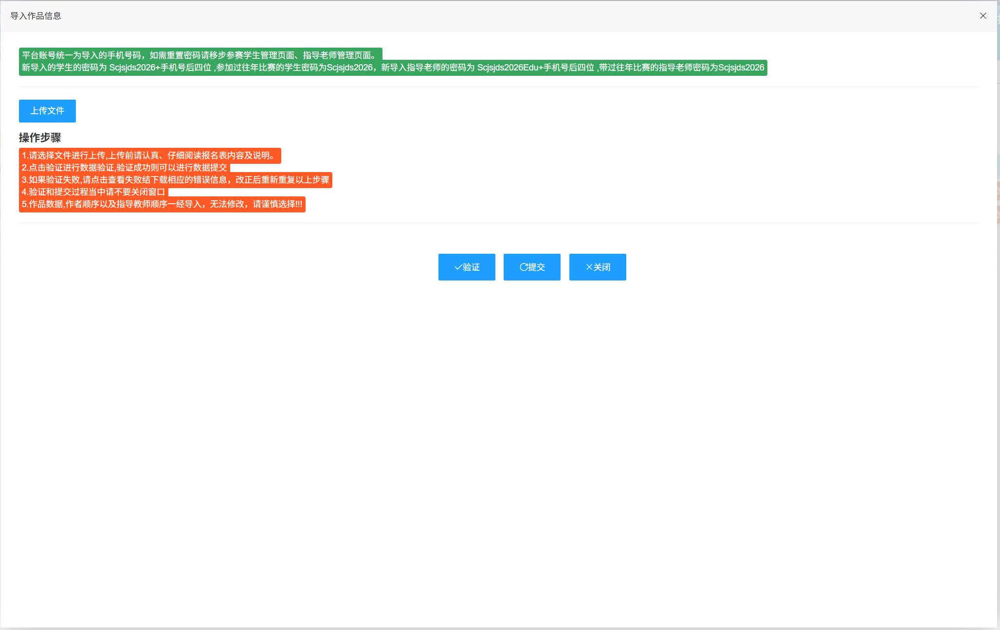 导入作品信息
平台账号统一为导入的手机号码，如需重置密码请移步参赛学生管理页面、指导老师管理页面。
新导入的学生的密码为 Scjsjds2026+手机号后四位 ,参加过往年比赛的学生密码为Scjsjds2026，新导入指导老师的密码为 Scjsjds2026Edu+手机号后四位 ,带过往年比赛的指导老师密码为Scjsjds2026
上传文件
操作步骤
1.请选择文件进行上传,上传前请认真、仔细阅读报名表内容及说明。
2.点击验证进行数据验证,验证成功则可以进行数据提交
3.如果验证失败,请点击查看失败结下载相应的错误信息，改正后重新重复以上步骤
4.验证和提交过程当中请不要关闭窗口
5.作品数据,作者顺序以及指导教师顺序一经导入，无法修改，请谨慎选择!!!
验证
提交
关闭